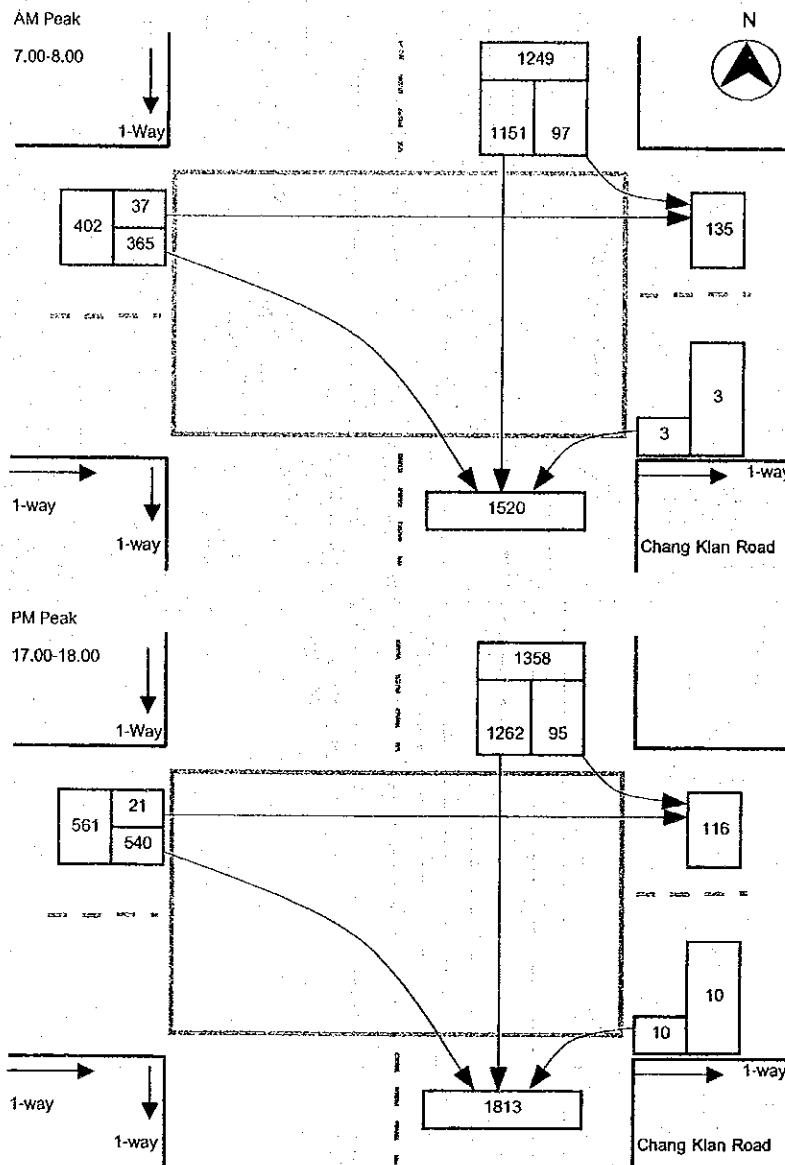 AM Peak
7.00-8.00
N
1249
1-Way
1151 97
402 37
365
135
3
3
1-way
1-way
1520
1-way
Chang Klan Road
PM Peak
17.00-18.00
1358
1-Way
1262 95
561 21
540
116
10
10
1-way
1-way
1813
1-way
Chang Klan Road